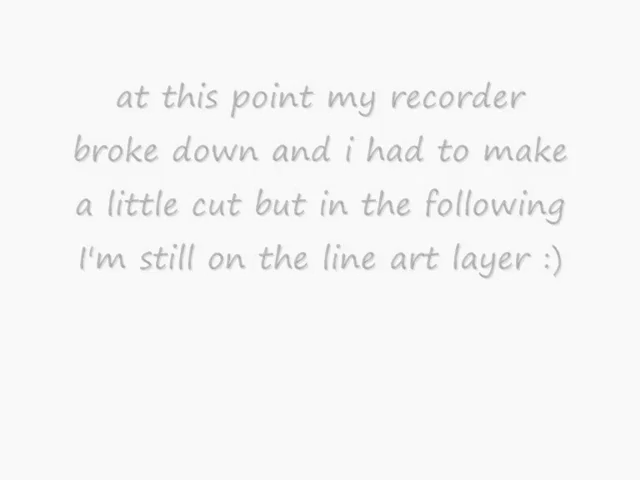 at this point my recorder
broke down and i had to make
a little cut but in the following
I'm still on the line art layer :)